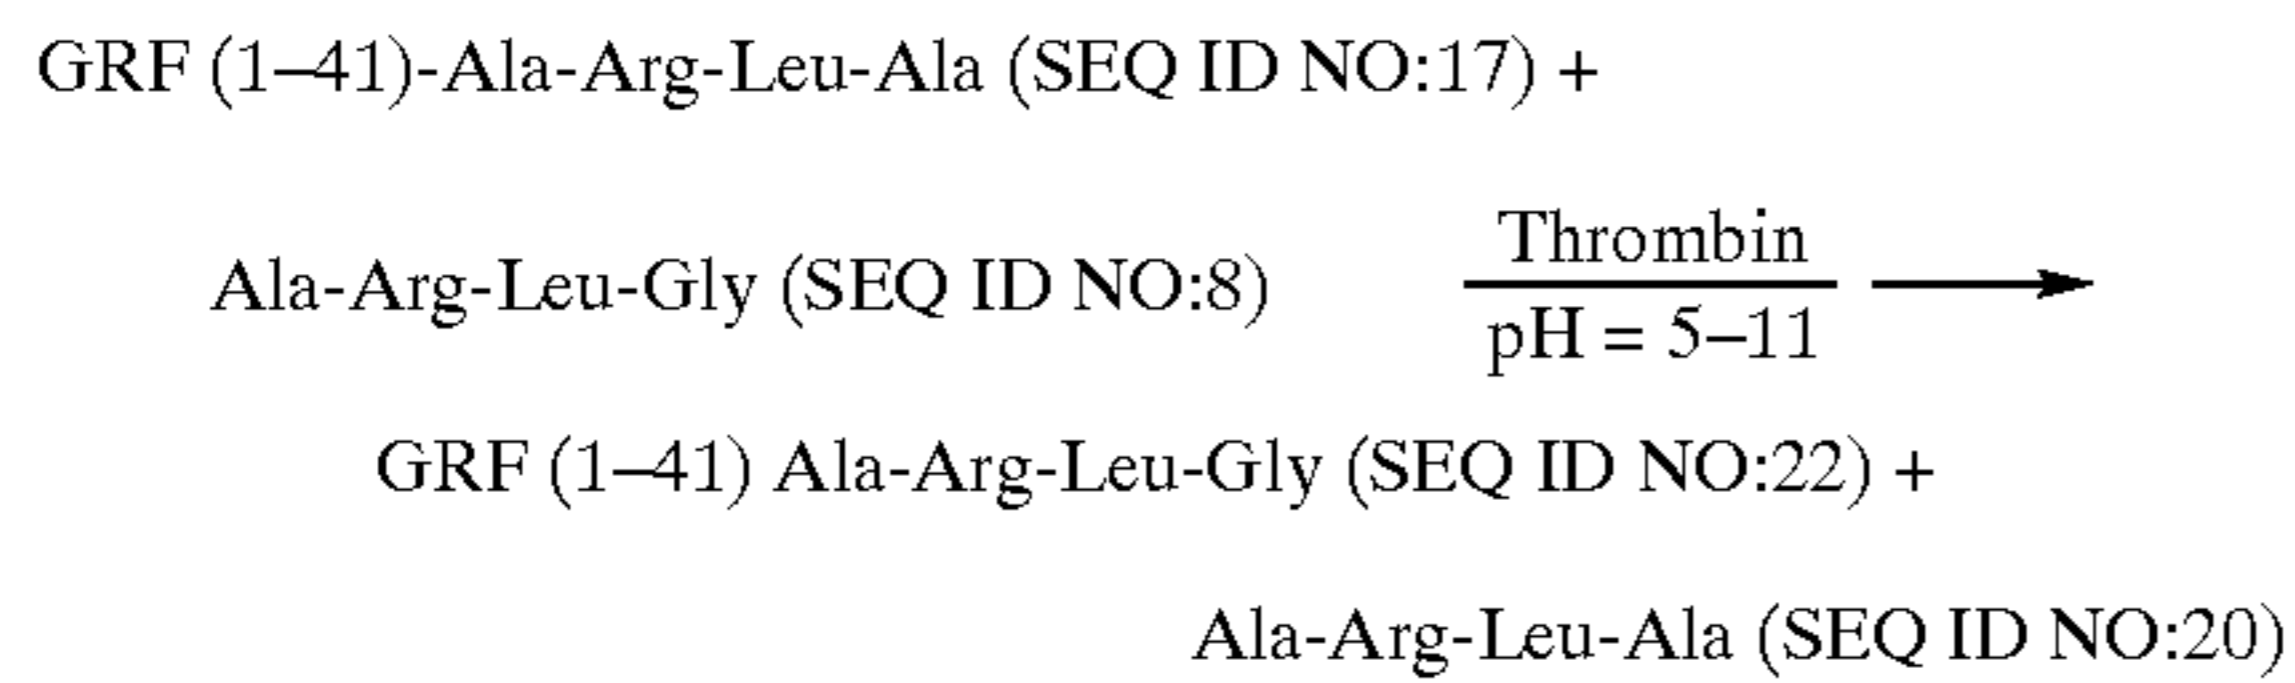 GRF (1–41)-Ala-Arg-Leu-Ala (SEQ ID NO:17) +
Thrombin
Ala-Arg-Leu-Gly (SEQ ID NO:8)
pH = 5–11
GRF (1–41) Ala-Arg-Leu-Gly (SEQ ID NO:22) +
Ala-Arg-Leu-Ala (SEQ ID NO:20)